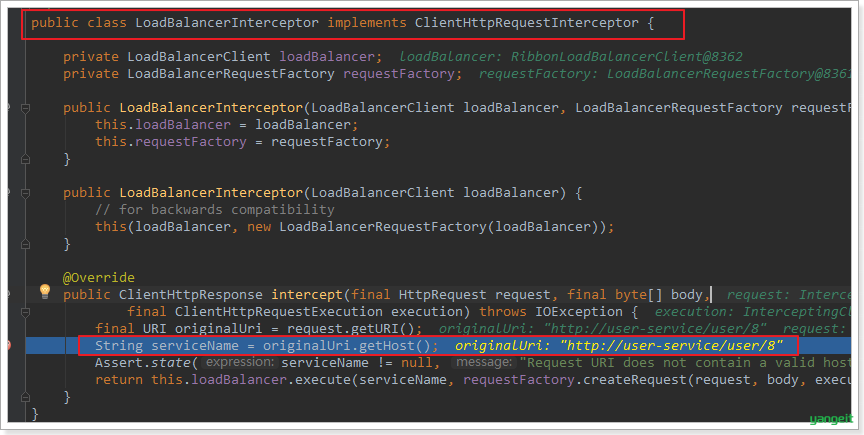 public class LoadBalancerInterceptor implements ClientHttpRequestInterceptor {
private LoadBalancerClient loadBalancer; loadBalancer: RibbonLoadBalancerClient@8362
private LoadBalancerRequestFactory requestFactory; requestFactory: LoadBalancerRequestFactory@8361
public LoadBalancerInterceptor(LoadBalancerClient loadBalancer, LoadBalancerRequestFactory requestF
this.loadBalancer = loadBalancer;
this.requestFactory = requestFactory;
}
public LoadBalancerInterceptor(LoadBalancerClient loadBalancer) {
// for backwards compatibility
this(loadBalancer, new LoadBalancerRequestFactory(loadBalancer));
}
@Override
public ClientHttpResponse intercept(final HttpRequest request, final byte[] body, request: Interce
final ClientHttpRequestExecution execution) throws IOException { execution: InterceptingCl
final URI originalUri = request.getURI(); originalUri: "http://user-service/user/8" request:
String serviceName = originalUri.getHost(); originalUri: "http://user-service/user/8"
Assert.state( expression: serviceName != null, message: "Request URI does not contain a valid host
return this.loadBalancer.execute(serviceName, requestFactory.createRequest(request, body, execu
}
}
yangeit